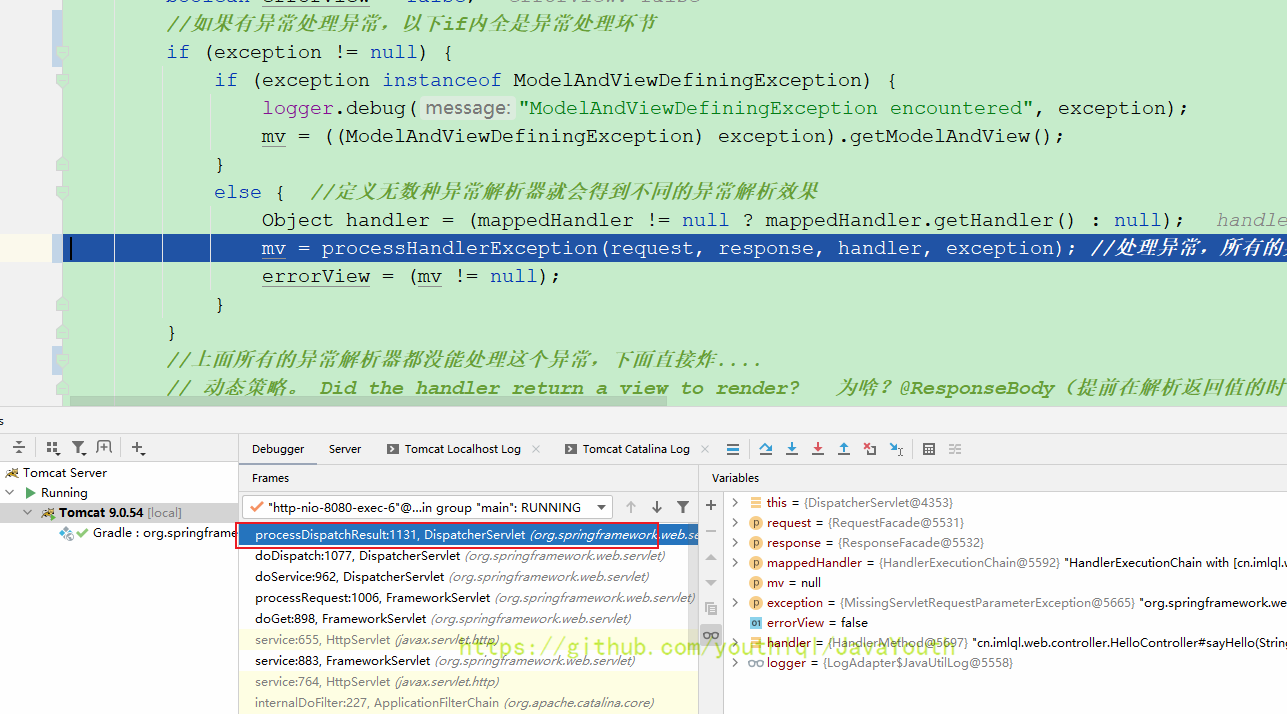 //如果有异常处理异常，以下if内全是异常处理环节
if (exception != null) {
if (exception instanceof ModelAndViewDefiningException) {
logger.debug( message: "ModelAndViewDefiningException encountered", exception);
mv = ((ModelAndViewDefiningException) exception).getModelAndView();
}
else { //定义无数种异常解析器就会得到不同的异常解析效果
Object handler = (mappedHandler != null ? mappedHandler.getHandler() : null); handle
mv = processHandlerException(request, response, handler, exception); //处理异常，所有的
errorView = (mv != null);
}
}
//上面所有的异常解析器都没能处理这个异常，下面直接炸....
// 动态策略。 Did the handler return a view to render? 为啥？@ResponseBody（提前在解析返回值的时
s
Debugger Server Tomcat Localhost Log Tomcat Catalina Log
Tomcat Server
Running
Tomcat 9.0.54 [local]
Gradle : org.springframe
Frames
"http-nio-8080-exec-6"@...in group "main": RUNNING
processDispatchResult:1131, DispatcherServlet (org.springframework.web.se
doDispatch:1077, DispatcherServlet (org.springframework.web.servlet)
doService:962, DispatcherServlet (org.springframework.web.servlet)
processRequest:1006, FrameworkServlet (org.springframework.web.servlet)
doGet:898, FrameworkServlet (org.springframework.web.servlet)
service:655, HttpServlet (javax.servlet.http)
service:883, FrameworkServlet (org.springframework.web.servlet)
service:764, HttpServlet (javax.servlet.http)
internalDoFilter:227, ApplicationFilterChain (org.apache.catalina.core)
Variables
this = {DispatcherServlet@4353}
request = {RequestFacade@5531}
response = {ResponseFacade@5532}
mappedHandler = {HandlerExecutionChain@5592} "HandlerExecutionChain with [cn.imlql.w
mv = null
exception = {MissingServletRequestParameterException@5665} "org.springframework.we
errorView = false
handler = {HandlerMethod@5697} "cn.imlql.web.controller.HelloController#sayHello(String
logger = {LogAdapter$JavaUtilLog@5558}
https://github.com/youthlql/JavaYouth